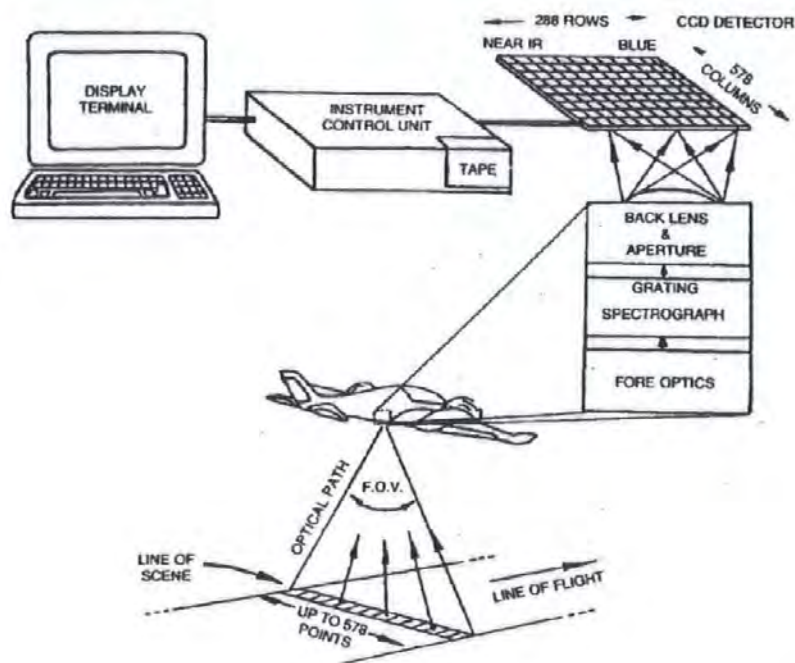 288 ROWS
CCD DETECTOR
NEAR IR
BLUE
578
COLUMNS
DISPLAY
TERMINAL
INSTRUMENT
CONTROL UNIT
TAPE
BACK LENS
&
APERTURE
GRATING
SPECTROGRAPH
FORE OPTICS
OPTICAL PATH
F.O.V.
LINE OF
SCENE
LINE OF FLIGHT
UP TO 578
POINTS